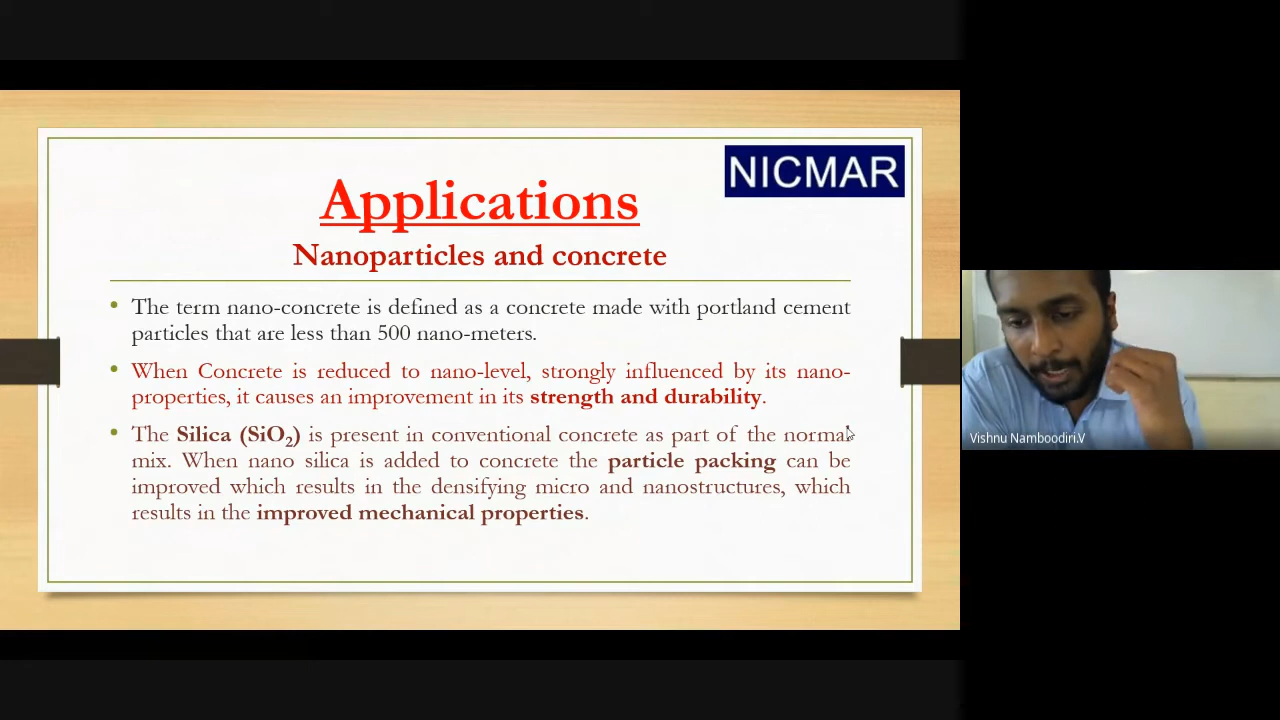 NICMAR
Applications
Nanoparticles and concrete
• The term nano-concrete is defined as a concrete made with portland cement
particles that are less than 500 nano-meters.
• When Concrete is reduced to nano-level, strongly influenced by its nano-
properties, it causes an improvement in its strength and durability.
• The Silica (SiO₂) is present in conventional concrete as part of the normal
mix. When nano silica is added to concrete the particle packing can be
improved which results in the densifying micro and nanostructures, which
results in the improved mechanical properties.
Vishnu Namboodiri.V